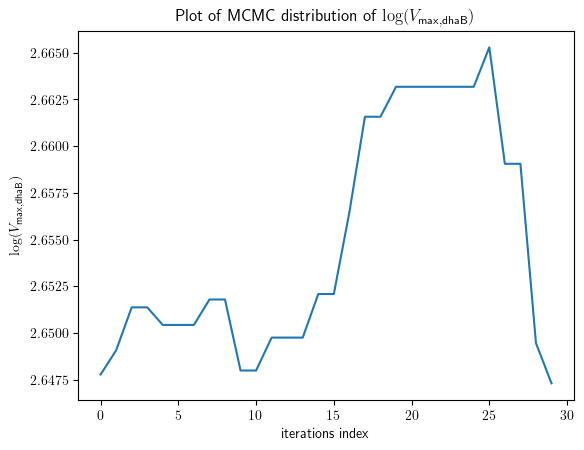 Plot of MCMC distribution of log(V_max,dhaB)
log(V_max,dhaB)
2.6650
2.6625
2.6600
2.6575
2.6550
2.6525
2.6500
2.6475
0 5 10 15 20 25 30
iterations index